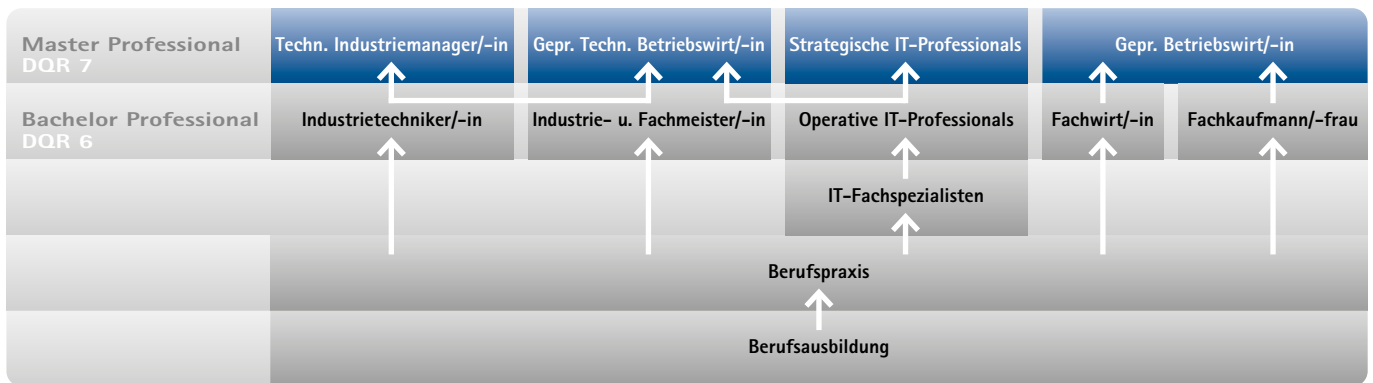 Master Professional
DQR 7
Techn. Industriemanager/-in
Gepr. Techn. Betriebswirt/-in
Strategische IT-Professionals
Gepr. Betriebswirt/-in
Bachelor Professional
DQR 6
Industrietechniker/-in
Industrie- u. Fachmeister/-in
Operative IT-Professionals
Fachwirt/-in
Fachkaufmann/-frau
IT-Fachspezialisten
Berufspraxis
Berufsausbildung